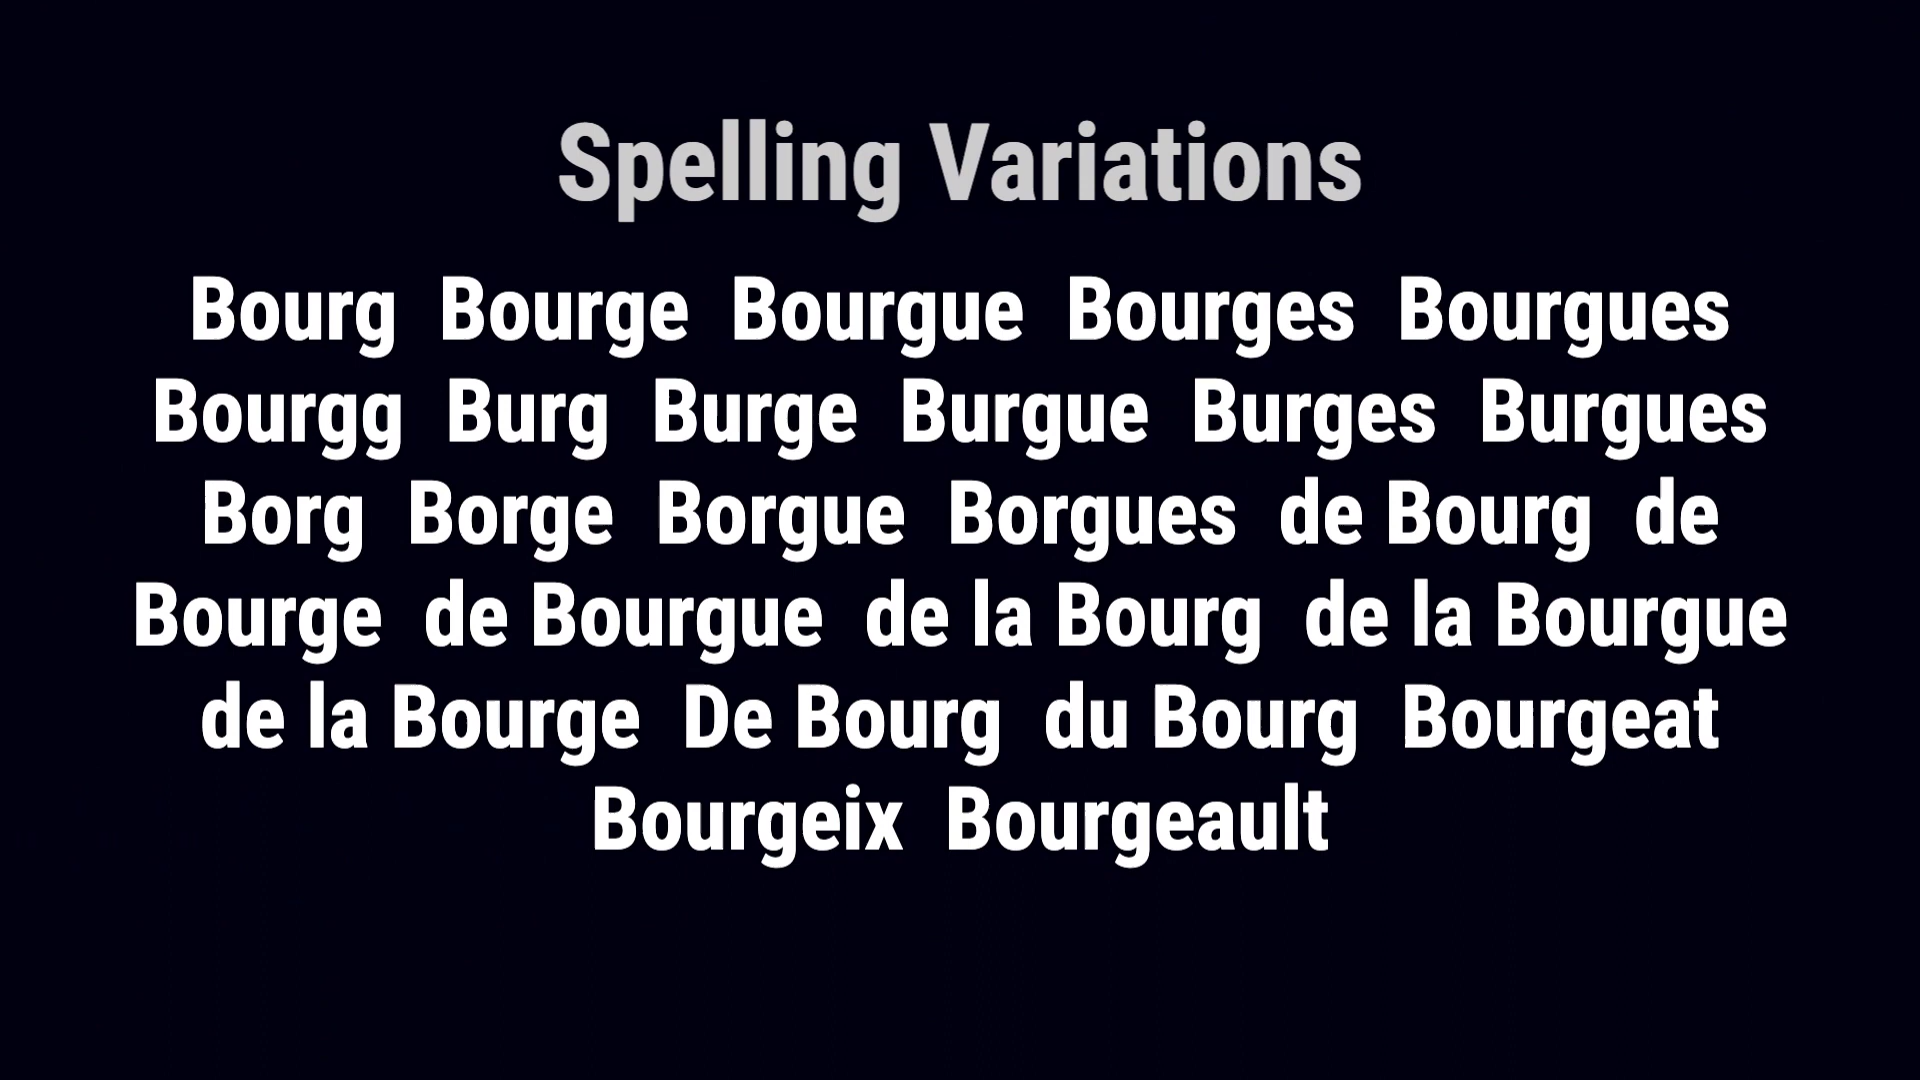 Spelling Variations
Bourg Bourge Bourgue Bourges Bourgues
Bourgg Burg Burge Burgue Burges Burgues
Borg Borge Borgue Borgues de Bourg de
Bourge de Bourgue de la Bourg de la Bourgue
de la Bourge De Bourg du Bourg Bourgeat
Bourgeix Bourgeault